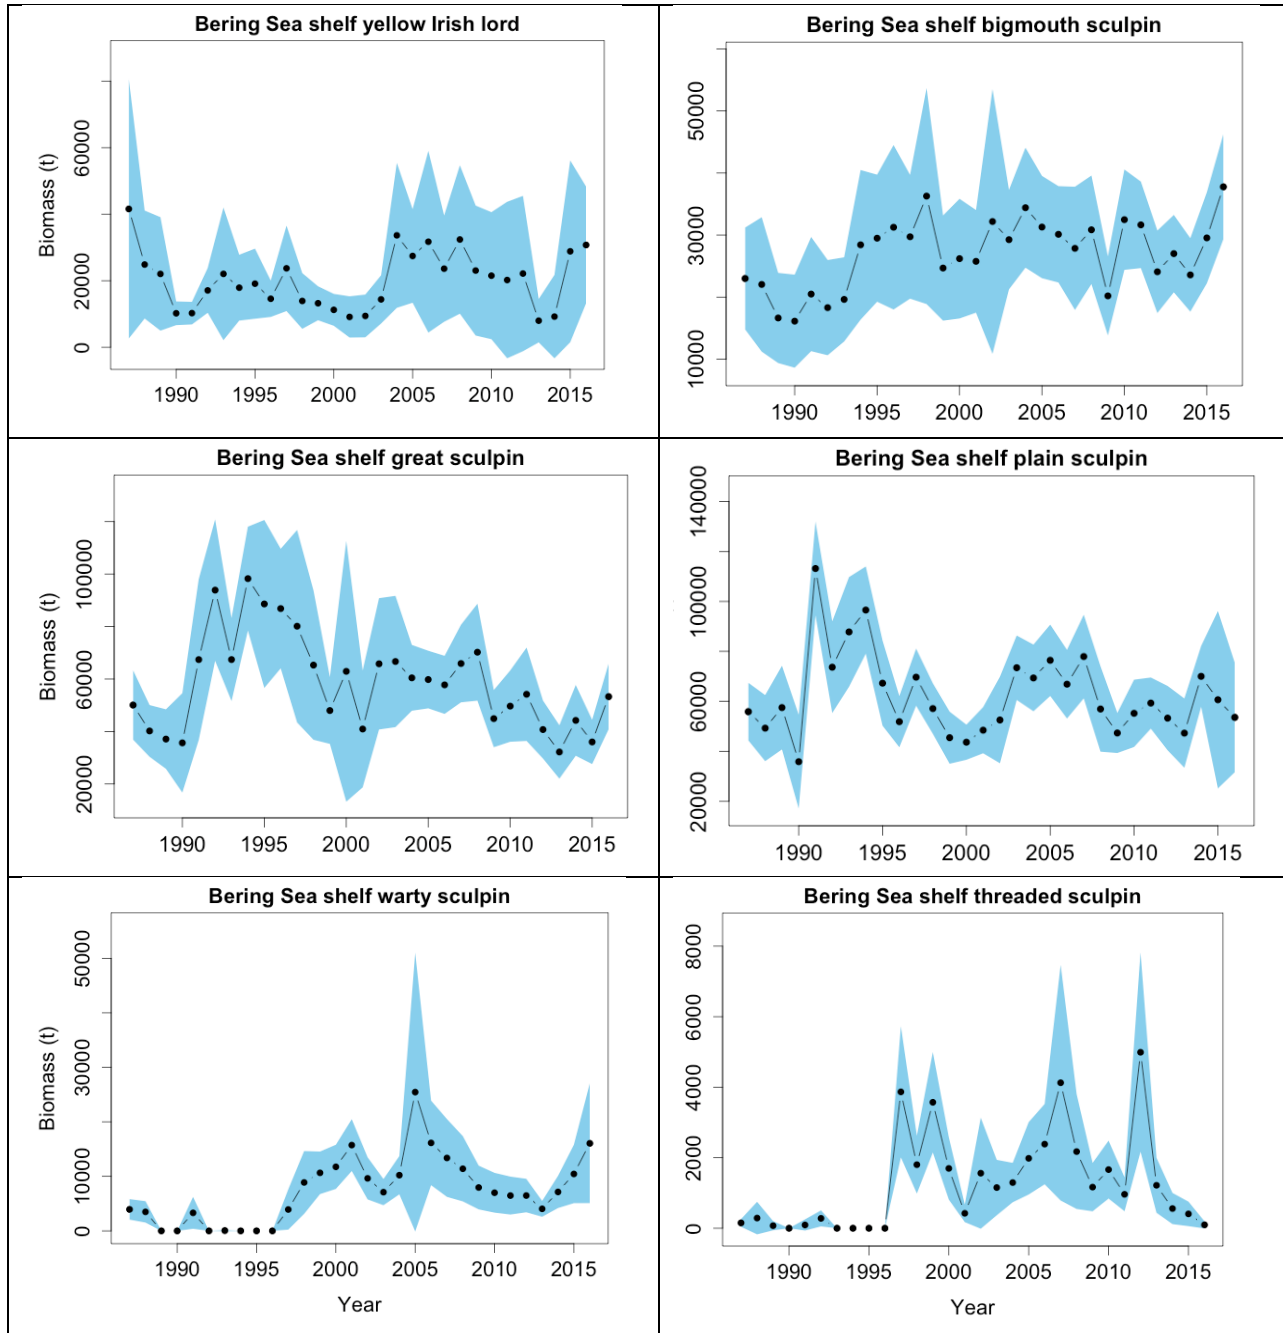 Bering Sea shelf yellow Irish lord
Biomass (t)
60000
20000
0
1990 1995 2000 2005 2010 2015
Bering Sea shelf bigmouth sculpin
50000
30000
10000
1990 1995 2000 2005 2010 2015
Bering Sea shelf great sculpin
Biomass (t)
100000
60000
20000
1990 1995 2000 2005 2010 2015
Bering Sea shelf plain sculpin
140000
100000
60000
20000
1990 1995 2000 2005 2010 2015
Bering Sea shelf warty sculpin
Biomass (t)
50000
30000
10000
0
1990 1995 2000 2005 2010 2015
Year
Bering Sea shelf threaded sculpin
8000
6000
4000
2000
0
1990 1995 2000 2005 2010 2015
Year